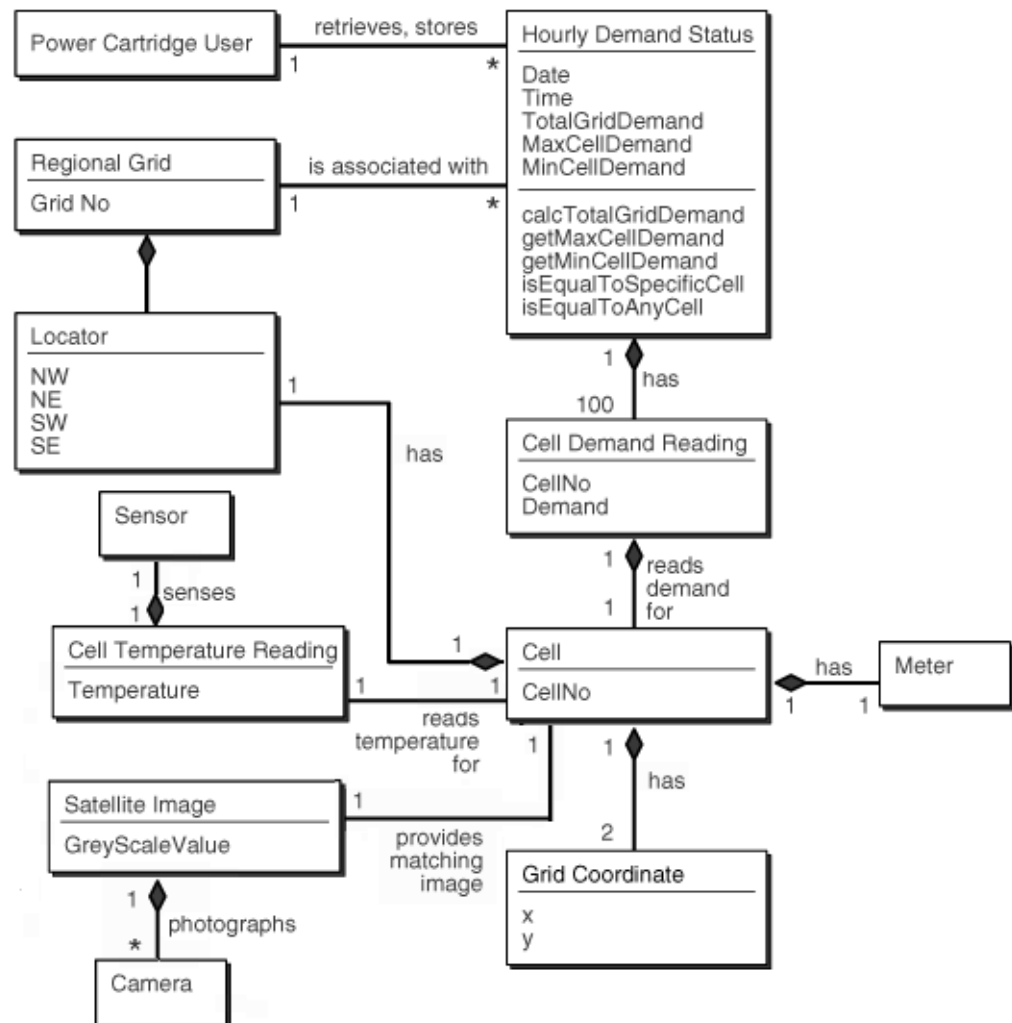 Power Cartridge User
retrieves, stores
1
*
Hourly Demand Status
Date
Time
TotalGridDemand
MaxCellDemand
MinCellDemand
calcTotalGridDemand
getMaxCellDemand
getMinCellDemand
isEqualToSpecificCell
isEqualToAnyCell
Regional Grid
Grid No
is associated with
1
*
Locator
NW
NE
SW
SE
1
has
1
1
has
100
Cell Demand Reading
CellNo
Demand
1
reads
demand
for
1
Sensor
1
senses
1
Cell Temperature Reading
Temperature
1
1
reads
temperature
for
Cell
CellNo
has
1
1
Meter
1
1
has
2
Satellite Image
GreyScaleValue
1
provides
matching
image
Grid Coordinate
x
y
1
photographs
*
Camera